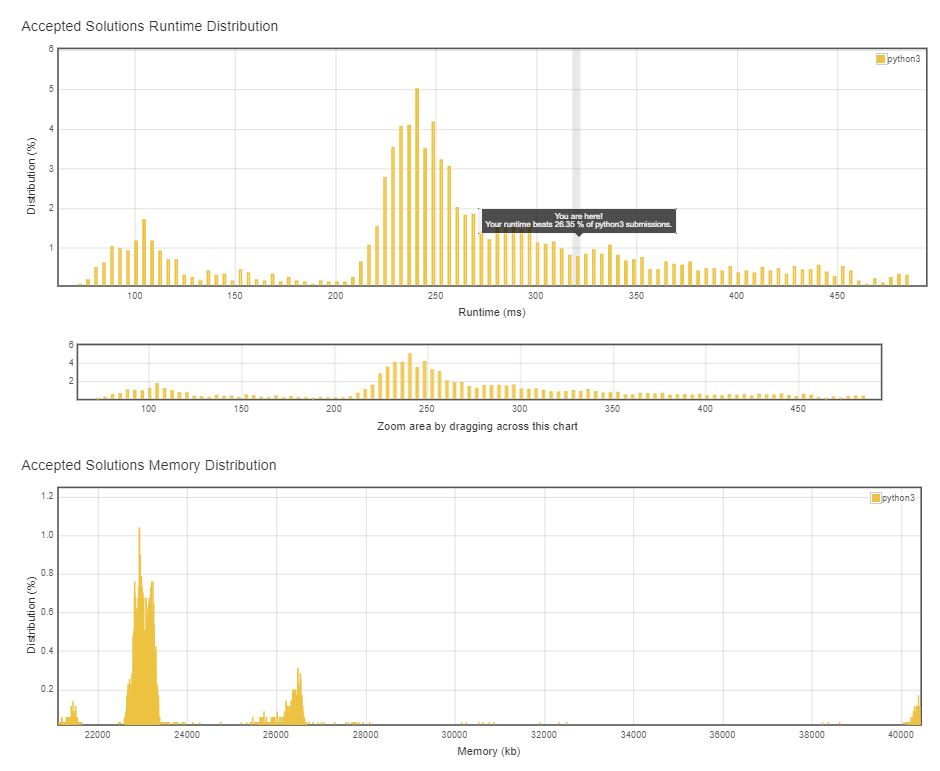 Accepted Solutions Runtime Distribution
6
5
4
3
2
1
Distribution (%)
python3
You are here!
Your runtime beats 26.35 % of python3 submissions.
100 150 200 250 300 350 400 450
Runtime (ms)
6
4
2
100 150 200 250 300 350 400 450
Zoom area by dragging across this chart
Accepted Solutions Memory Distribution
1.2
1.0
0.8
0.6
0.4
0.2
Distribution (%)
python3
22000 24000 26000 28000 30000 32000 34000 36000 38000 40000
Memory (kb)